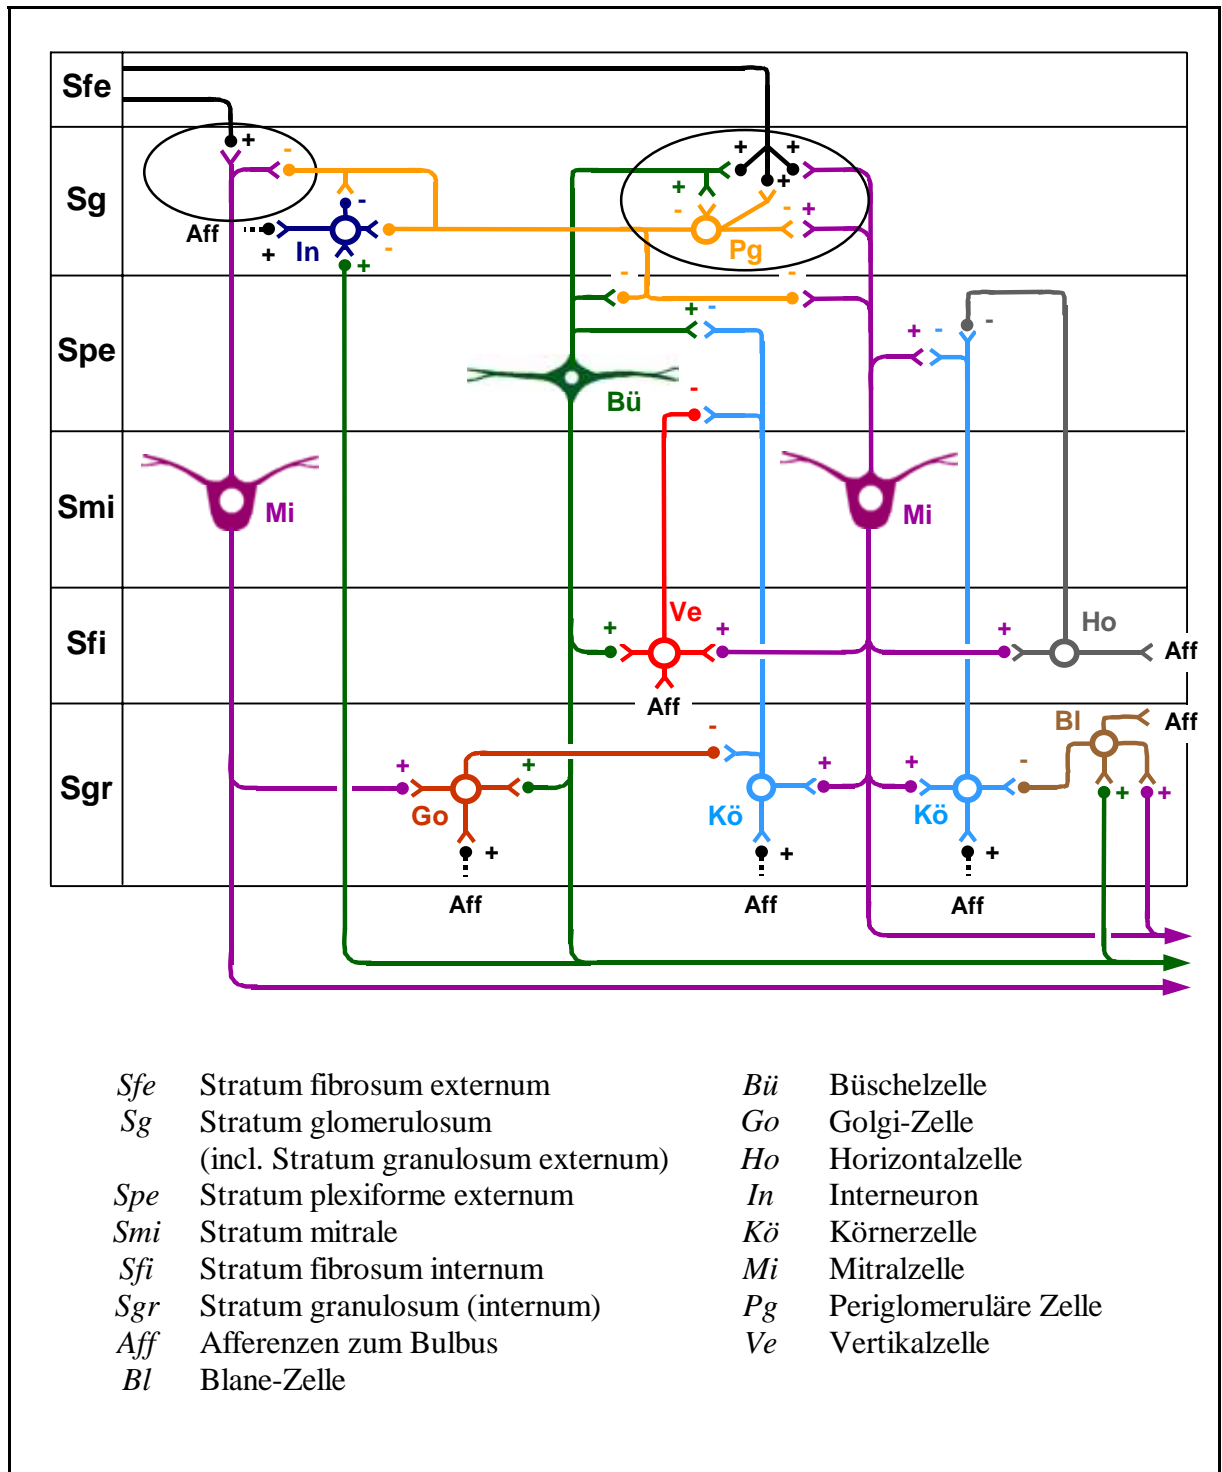 Sfe
+
+ + +
Sg
- + - - +
Aff + In - - Pg
+
- -
Spe
+ - + - -
- Bü
Smi
Mi Mi
Sfi
+ Ve + + Ho Aff
Aff
Sgr
- Bl Aff
+ Go + Kö + + Kö - + +
+ + +
Aff Aff Aff
Sfe Stratum fibrosum externum Bü Büschelzelle
Sg Stratum glomerulosum Go Golgi-Zelle
(incl. Stratum granulosum externum) Ho Horizontalzelle
Spe Stratum plexiforme externum In Interneuron
Smi Stratum mitrale Kö Körnerzelle
Sfi Stratum fibrosum internum Mi Mitralzelle
Sgr Stratum granulosum (internum) Pg Periglomeruläre Zelle
Aff Afferenzen zum Bulbus Ve Vertikalzelle
Bl Blane-Zelle